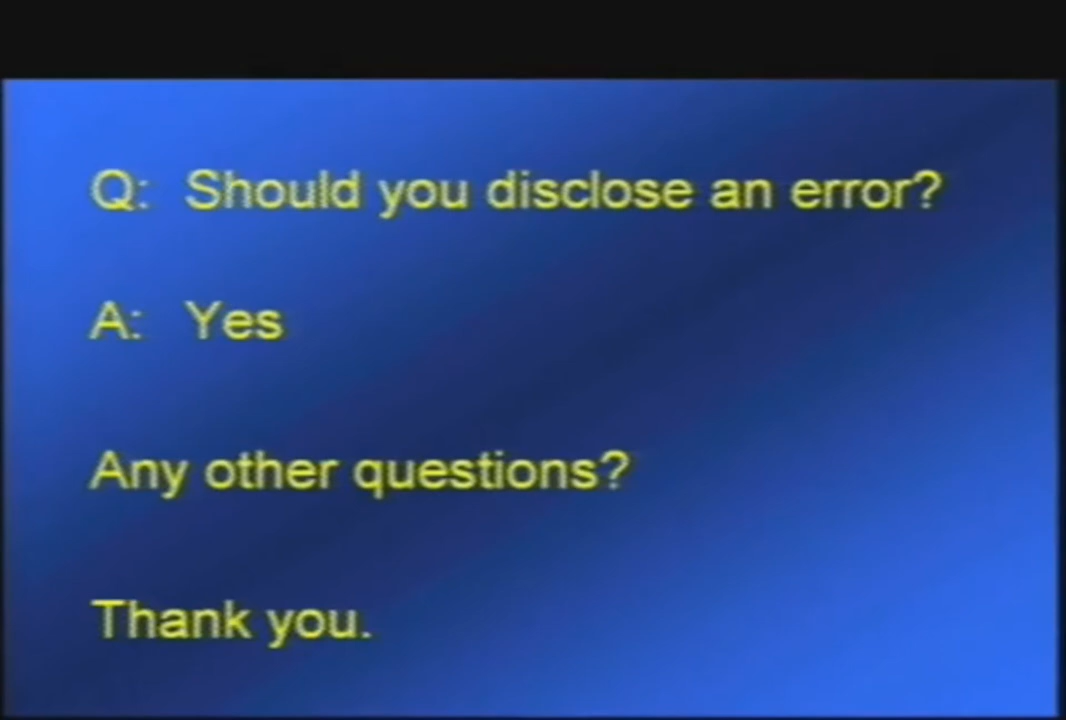 Q: Should you disclose an error?
A: Yes
Any other questions?
Thank you.